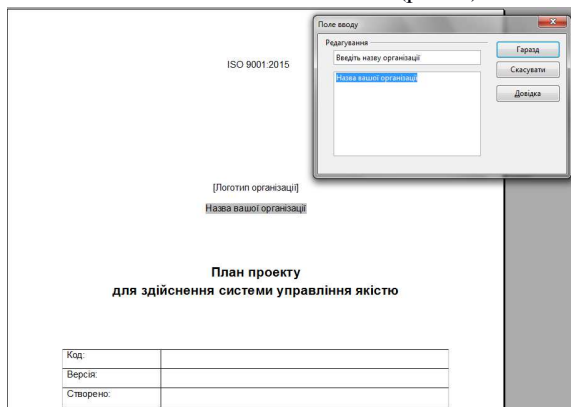 Поле вводу
Редагування
Введіть назву організації
Назва вашої організації
Гаразд
Скасувати
Довідка
ISO 9001:2015
[Логотип організації]
Назва вашої організації
План проекту
для здійснення системи управління якістю
Код:
Версія:
Створено: